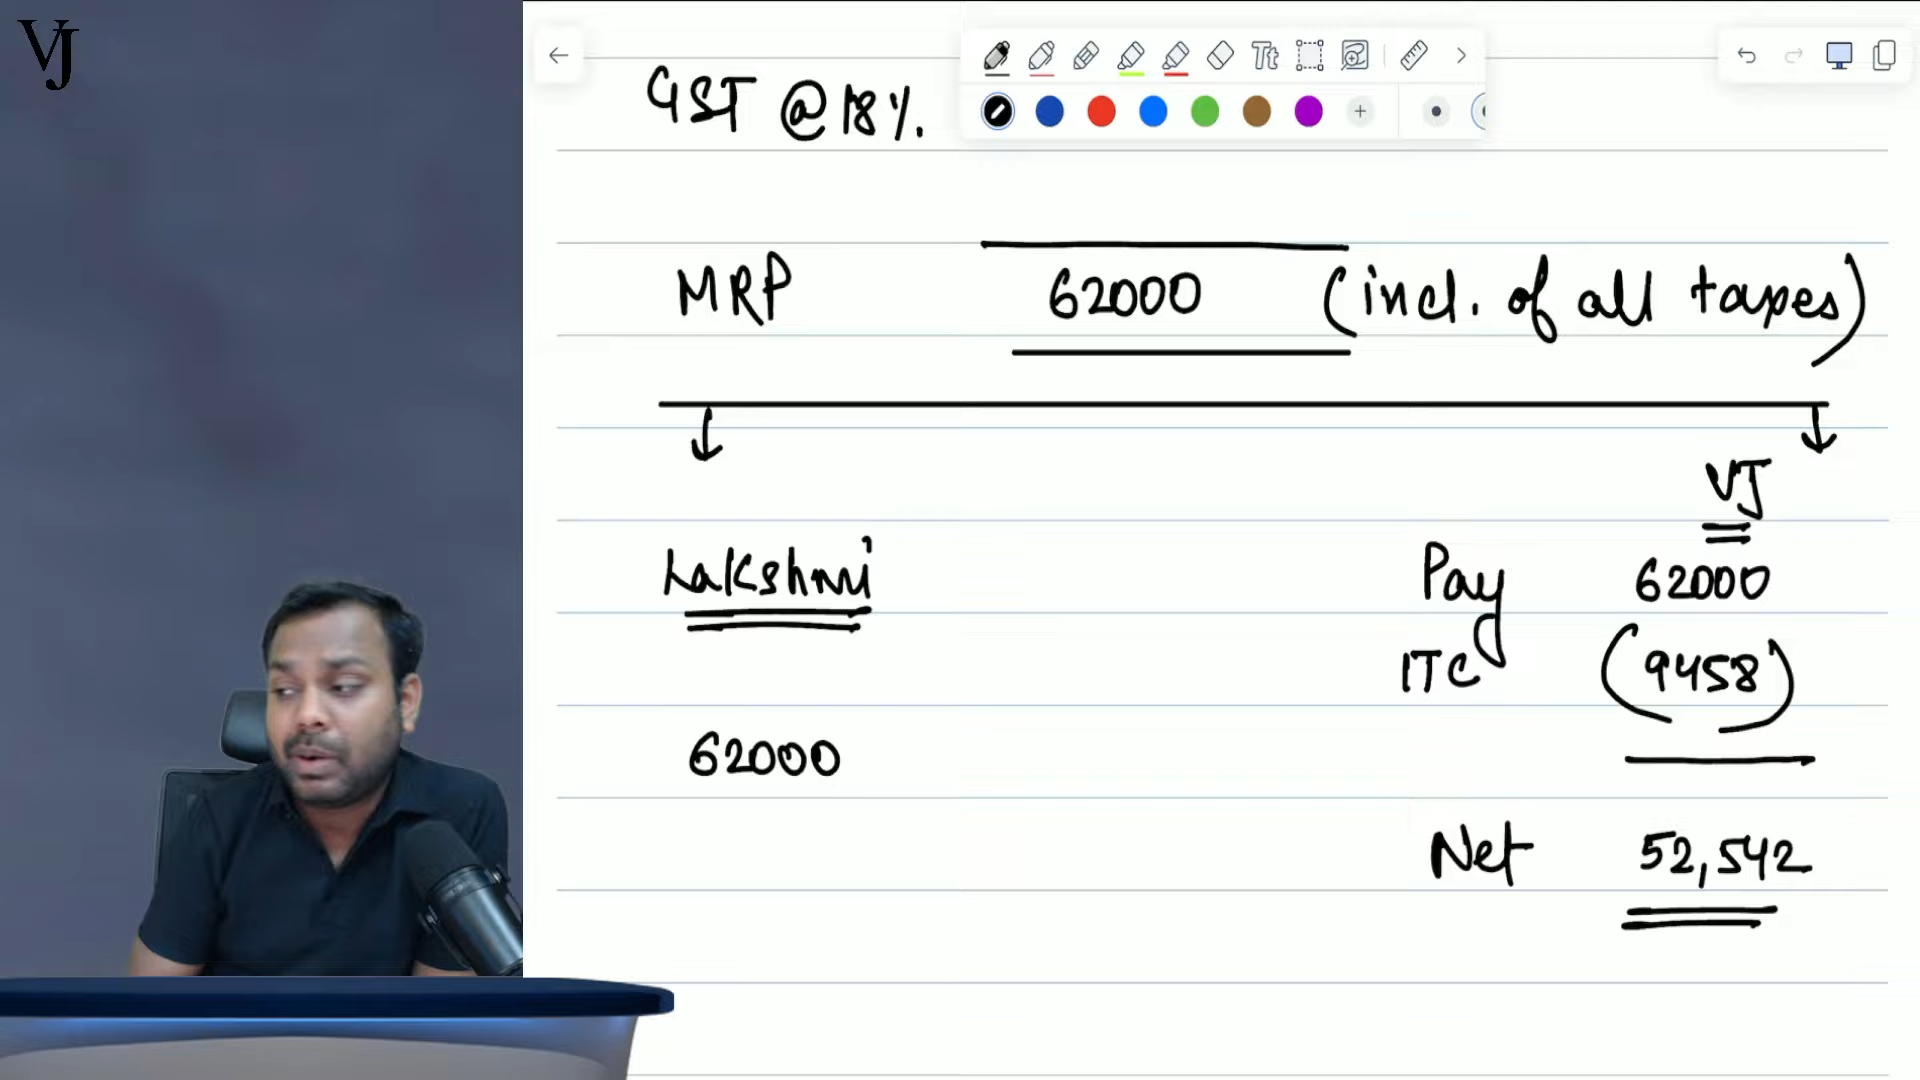 VJ
GST @ 18%.
MRP 62000 (incl. of all taxes)
VJ
Lakshmi
Pay 62000
ITC (9458)
62000
Net 52,542
Tt